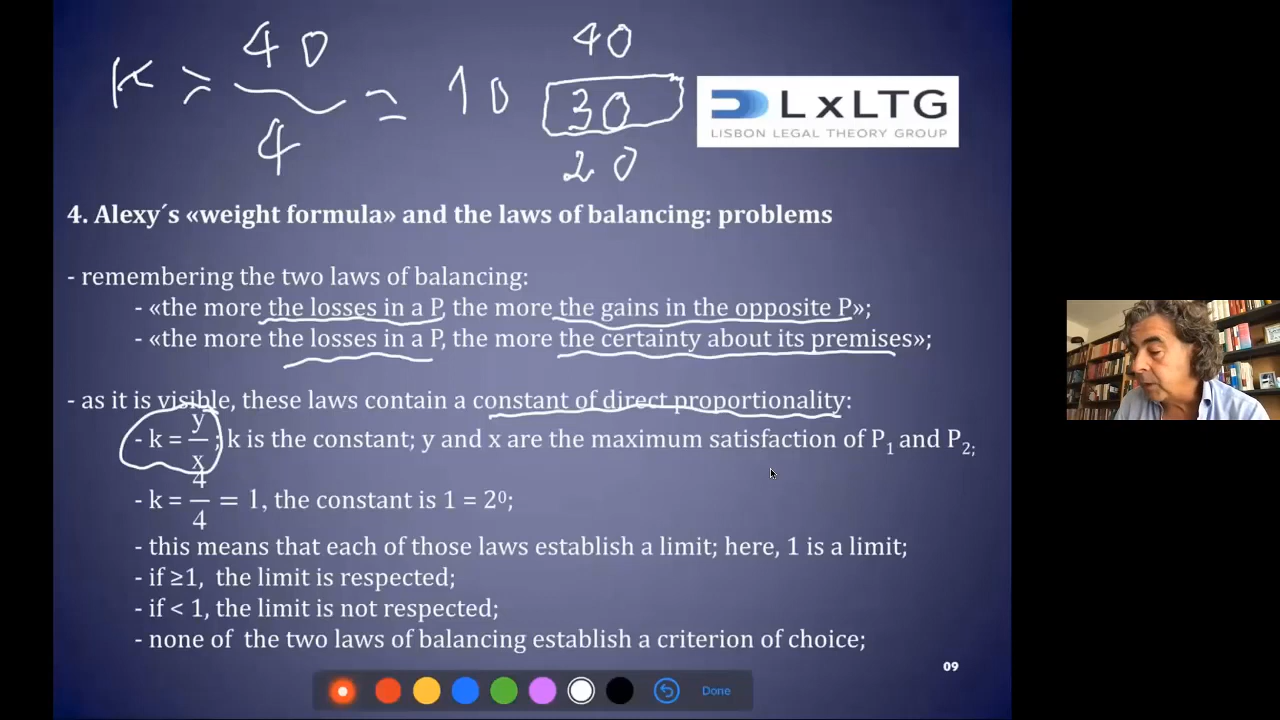 K = 40/4 = 10
40
30
20
LxLTG
LISBON LEGAL THEORY GROUP
4. Alexy´s «weight formula» and the laws of balancing: problems
- remembering the two laws of balancing:
- «the more the losses in a P, the more the gains in the opposite P»;
- «the more the losses in a P, the more the certainty about its premises»;
- as it is visible, these laws contain a constant of direct proportionality:
- k = y/x ; k is the constant; y and x are the maximum satisfaction of P₁ and P₂;
- k = 4/4 = 1, the constant is 1 = 2⁰;
- this means that each of those laws establish a limit; here, 1 is a limit;
- if ≥1, the limit is respected;
- if < 1, the limit is not respected;
- none of the two laws of balancing establish a criterion of choice;
09
Done